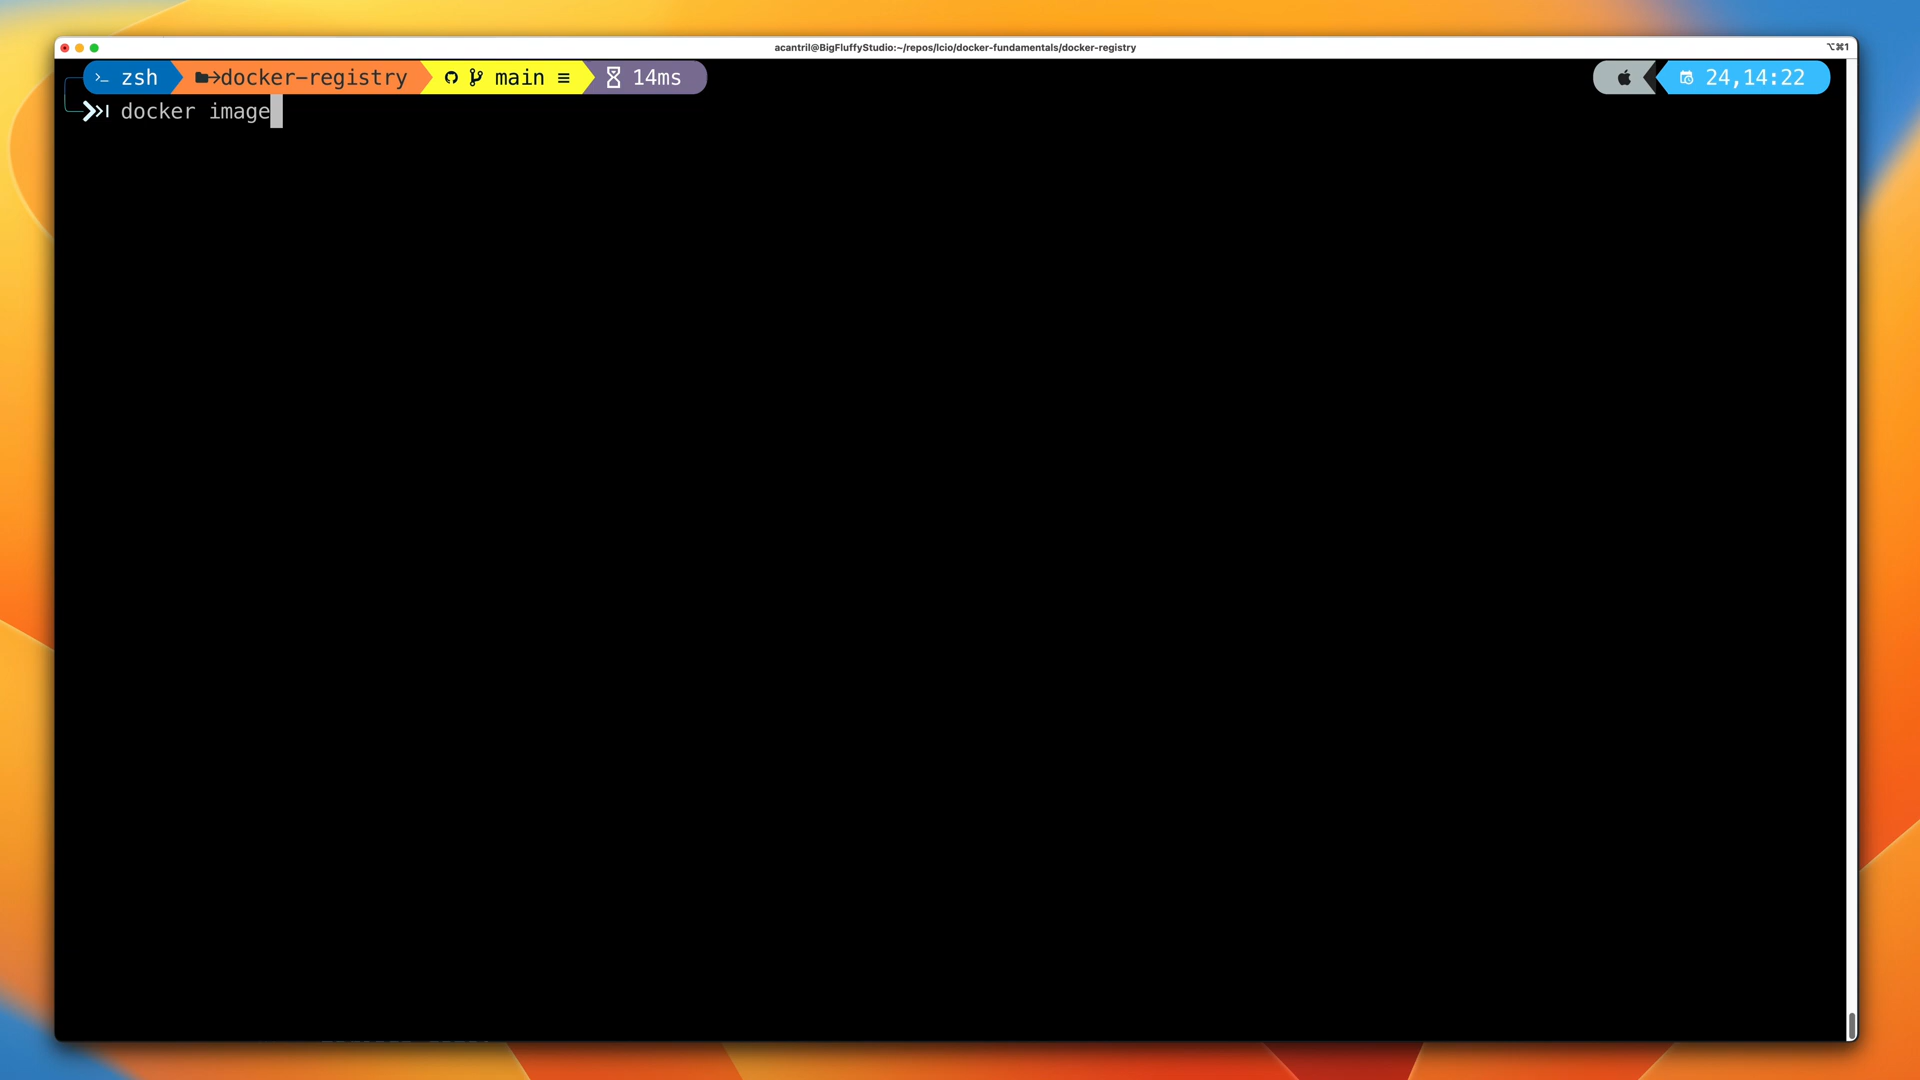 acantril@BigFluffyStudio:~/repos/lcio/docker-fundamentals/docker-registry
⌥⌘1
zsh docker-registry main ≡ 14ms 24,14:22
docker image